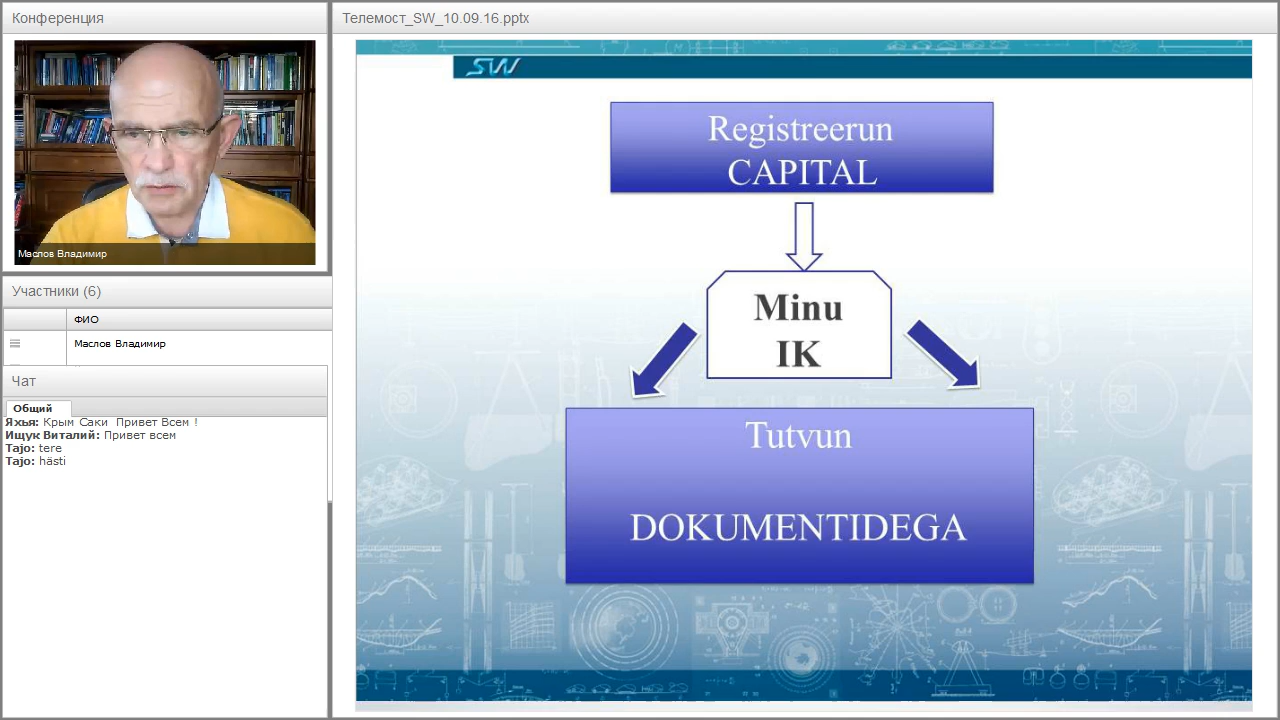 Конференция
Маслов Владимир
Участники (6)
ФИО
Маслов Владимир
Чат
Общий
Яхья: Крым Саки Привет Всем !
Ищук Виталий: Привет всем
Tajo: tere
Tajo: hästi
Телемост_SW_10.09.16.pptx
SW
Registreerun
CAPITAL
Minu
IK
Tutvun
DOKUMENTIDEGA